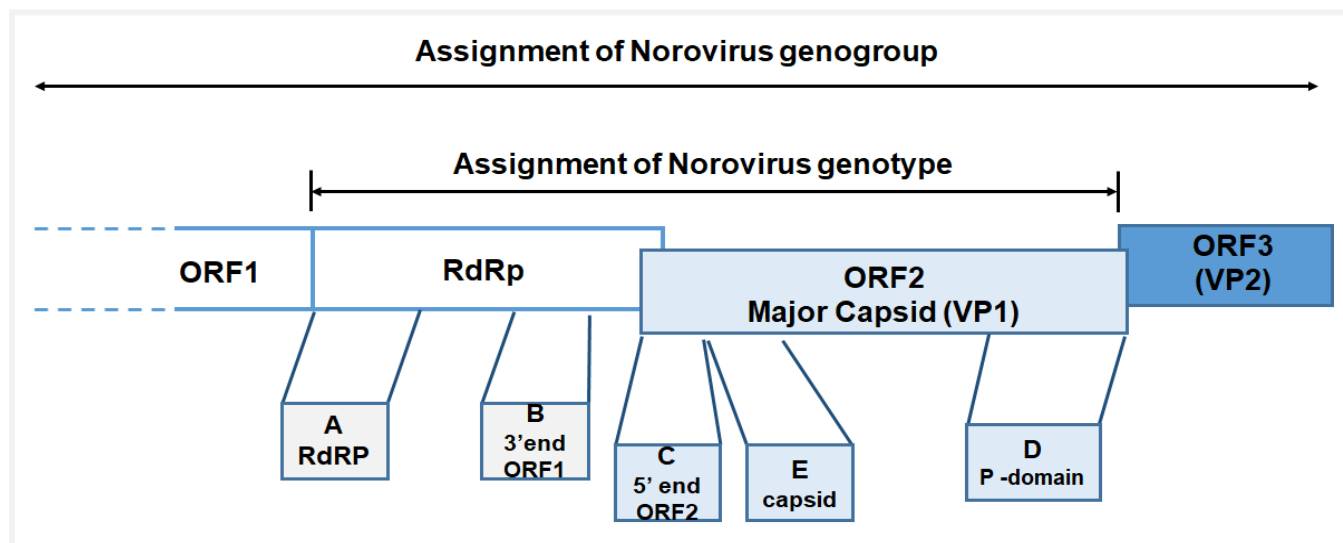 Assignment of Norovirus genogroup
Assignment of Norovirus genotype
ORF1
RdRp
ORF2
Major Capsid (VP1)
ORF3
(VP2)
A
RdRP
B
3’end
ORF1
C
5’ end
ORF2
E
capsid
D
P -domain